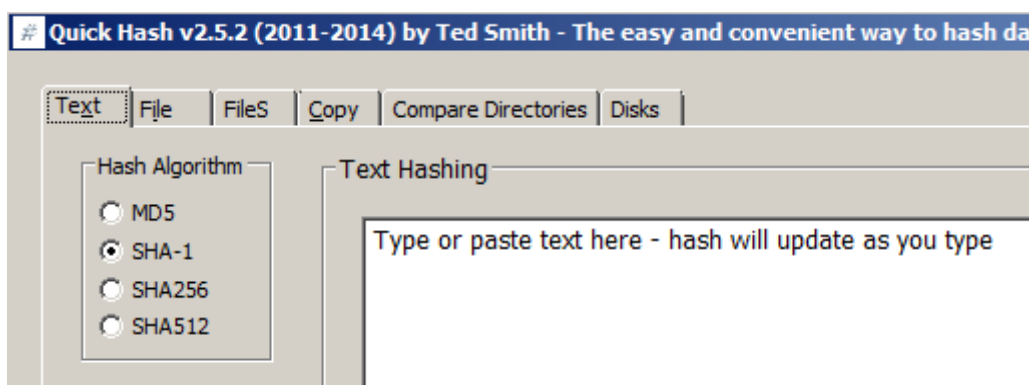 # Quick Hash v2.5.2 (2011-2014) by Ted Smith - The easy and convenient way to hash da
Text File FileS Copy Compare Directories Disks
Hash Algorithm
MD5
SHA-1
SHA256
SHA512
Text Hashing
Type or paste text here - hash will update as you type